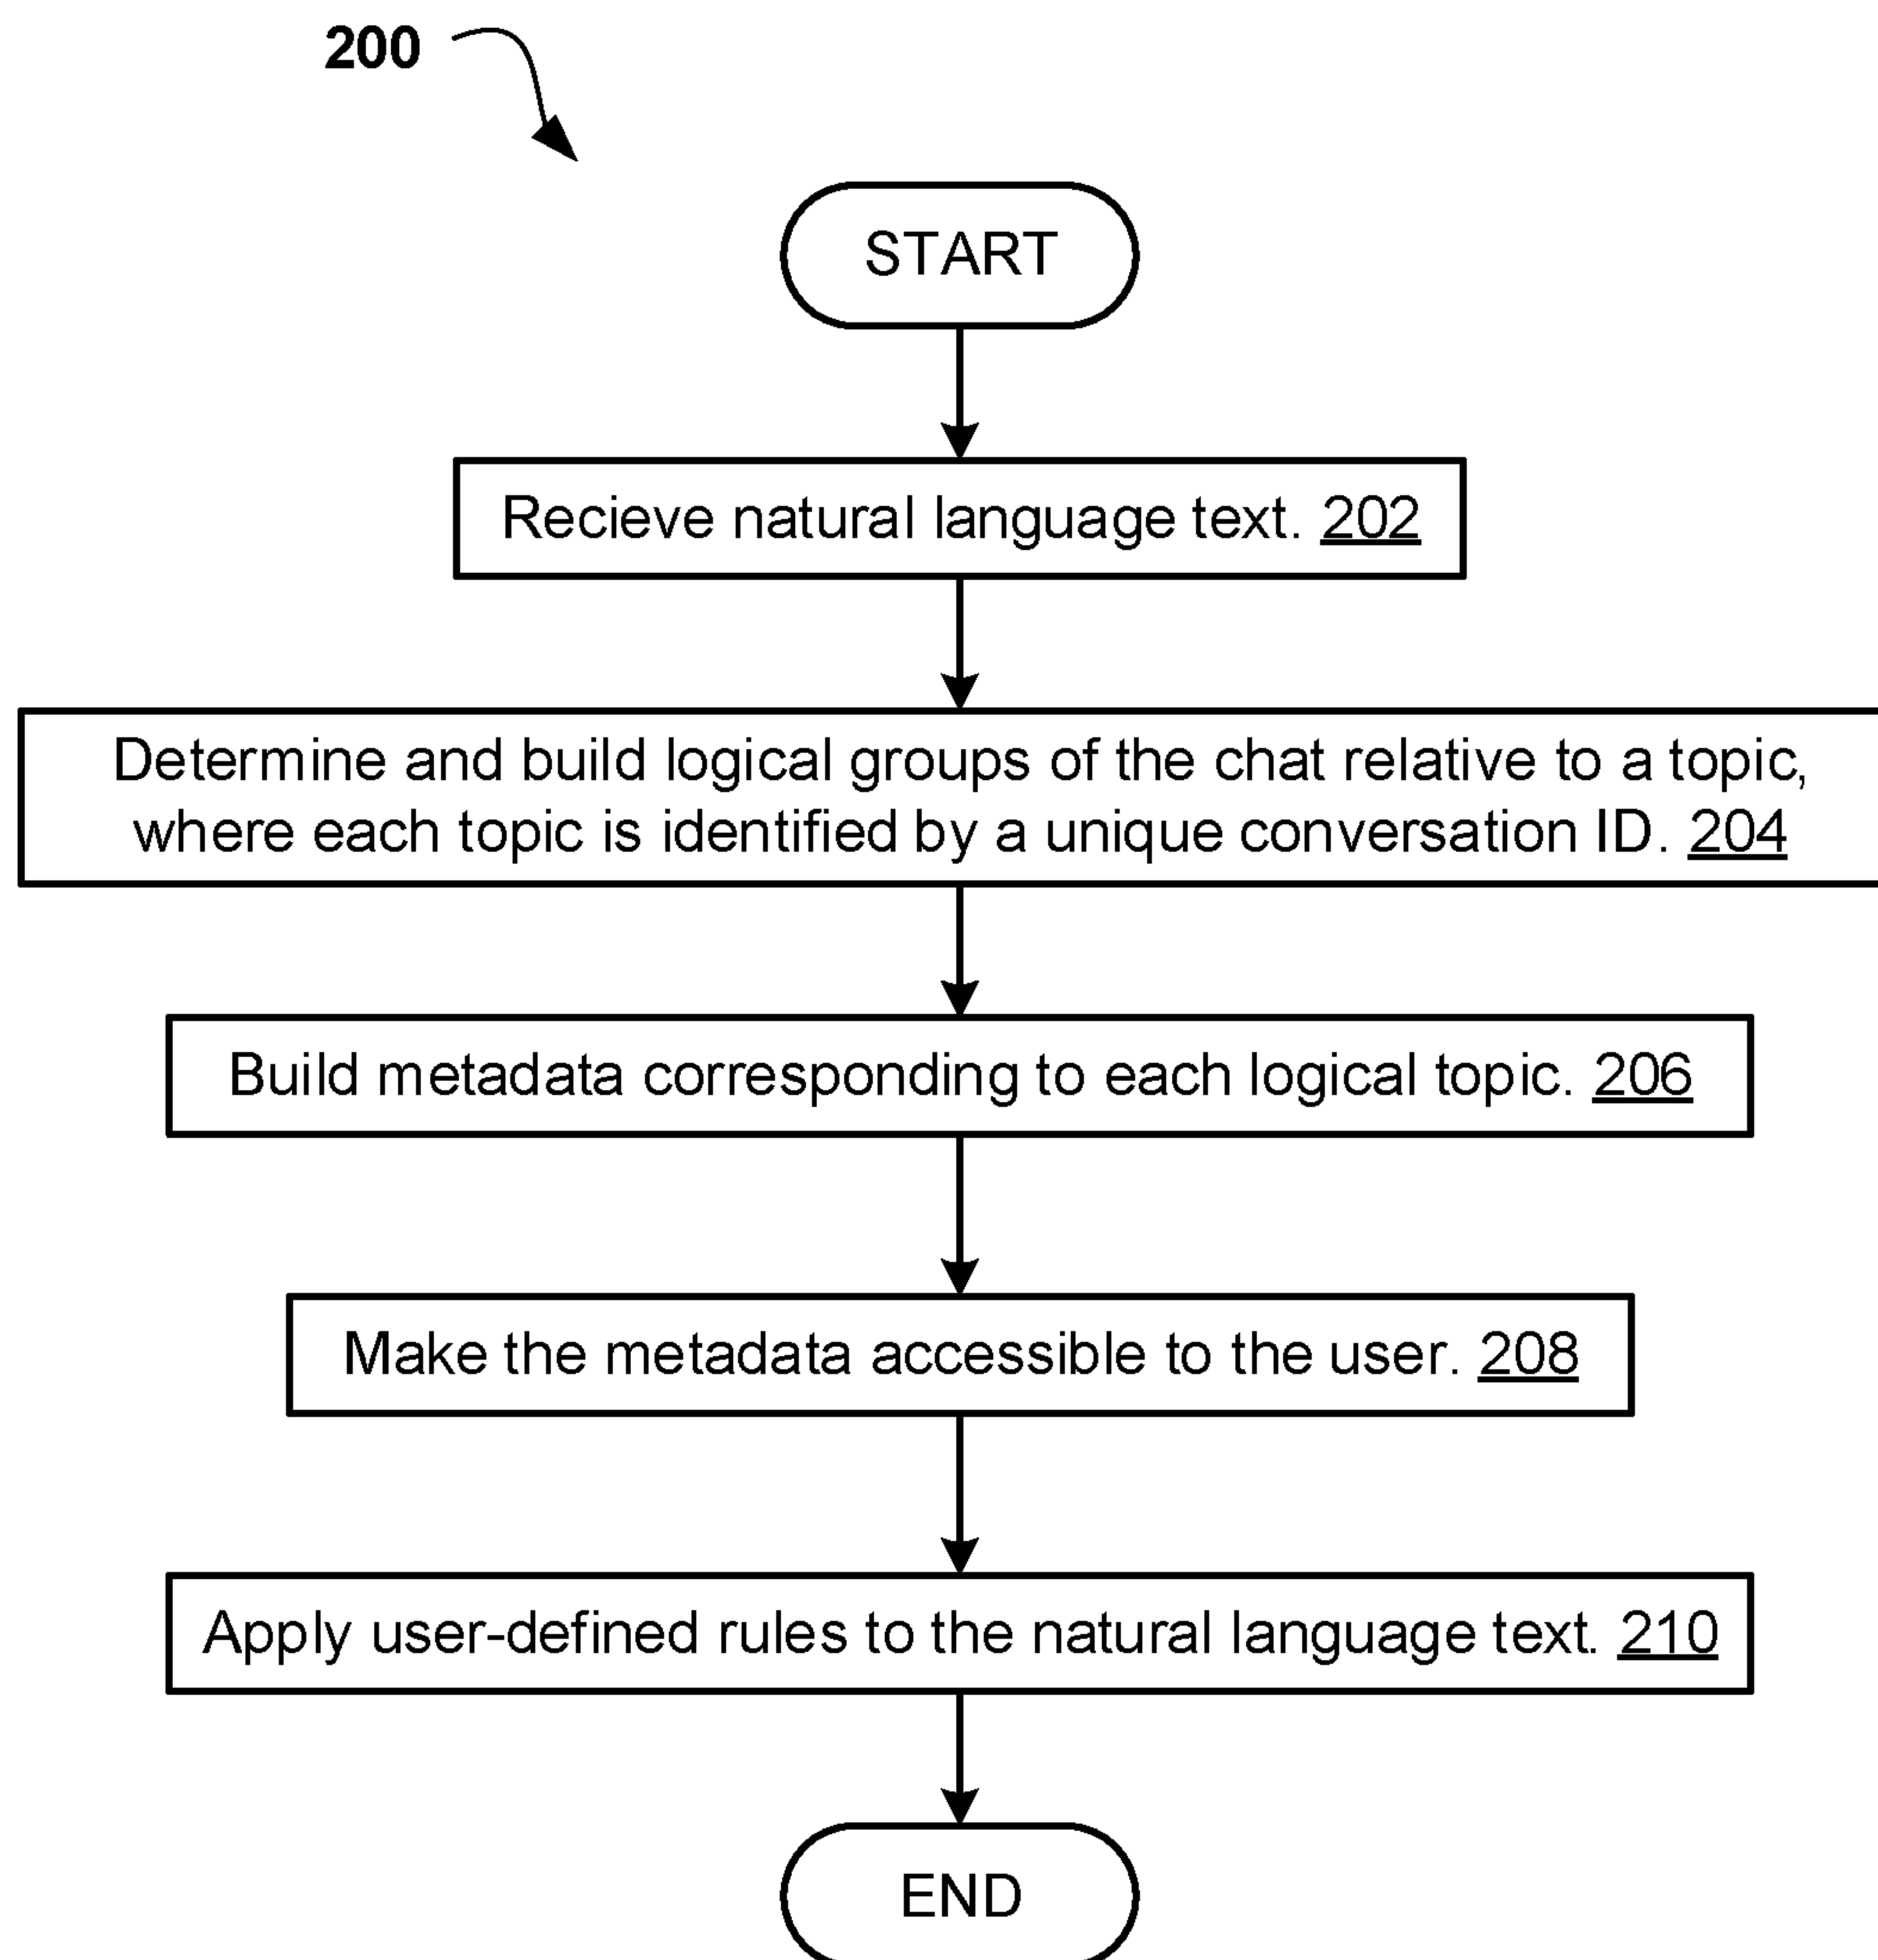 200
START
Recieve natural language text. 202
Determine and build logical groups of the chat relative to a topic,
where each topic is identified by a unique conversation ID. 204
Build metadata corresponding to each logical topic. 206
Make the metadata accessible to the user. 208
Apply user-defined rules to the natural language text. 210
END